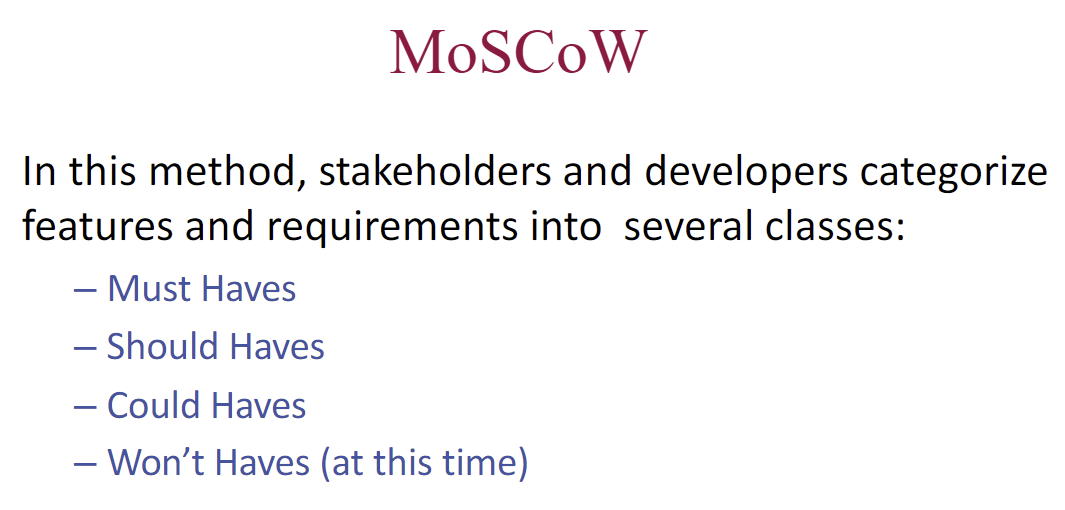 MoSCoW
In this method, stakeholders and developers categorize
features and requirements into  several classes:
– Must Haves
– Should Haves
– Could Haves
– Won’t Haves (at this time)